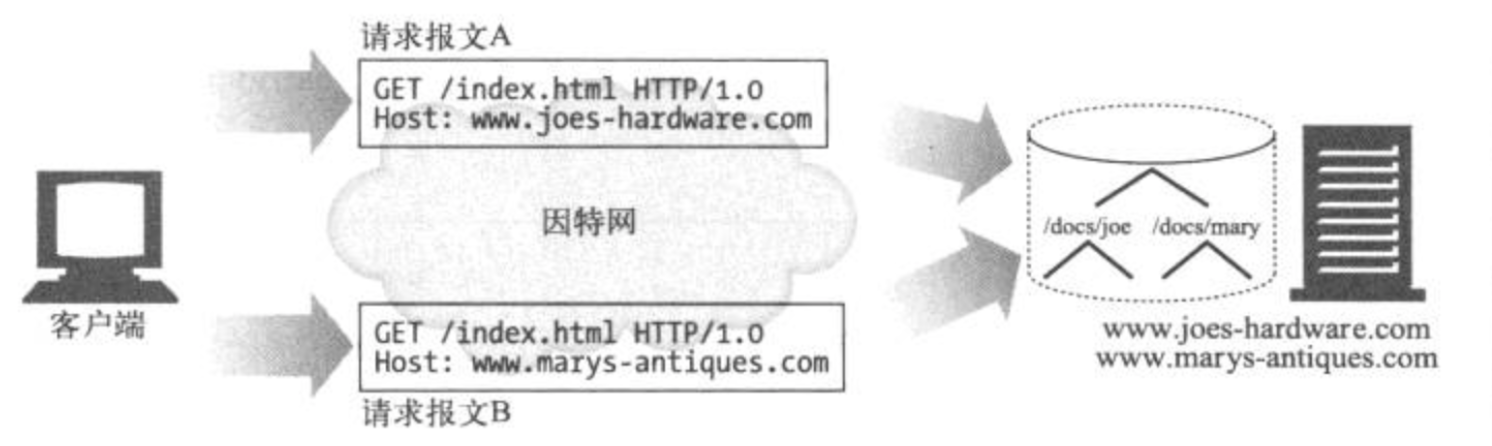 请求报文A
GET /index.html HTTP/1.0
Host: www.joes-hardware.com
因特网
客户端
/docs/joe
/docs/mary
GET /index.html HTTP/1.0
Host: www.marys-antiques.com
请求报文B
www.joes-hardware.com
www.marys-antiques.com